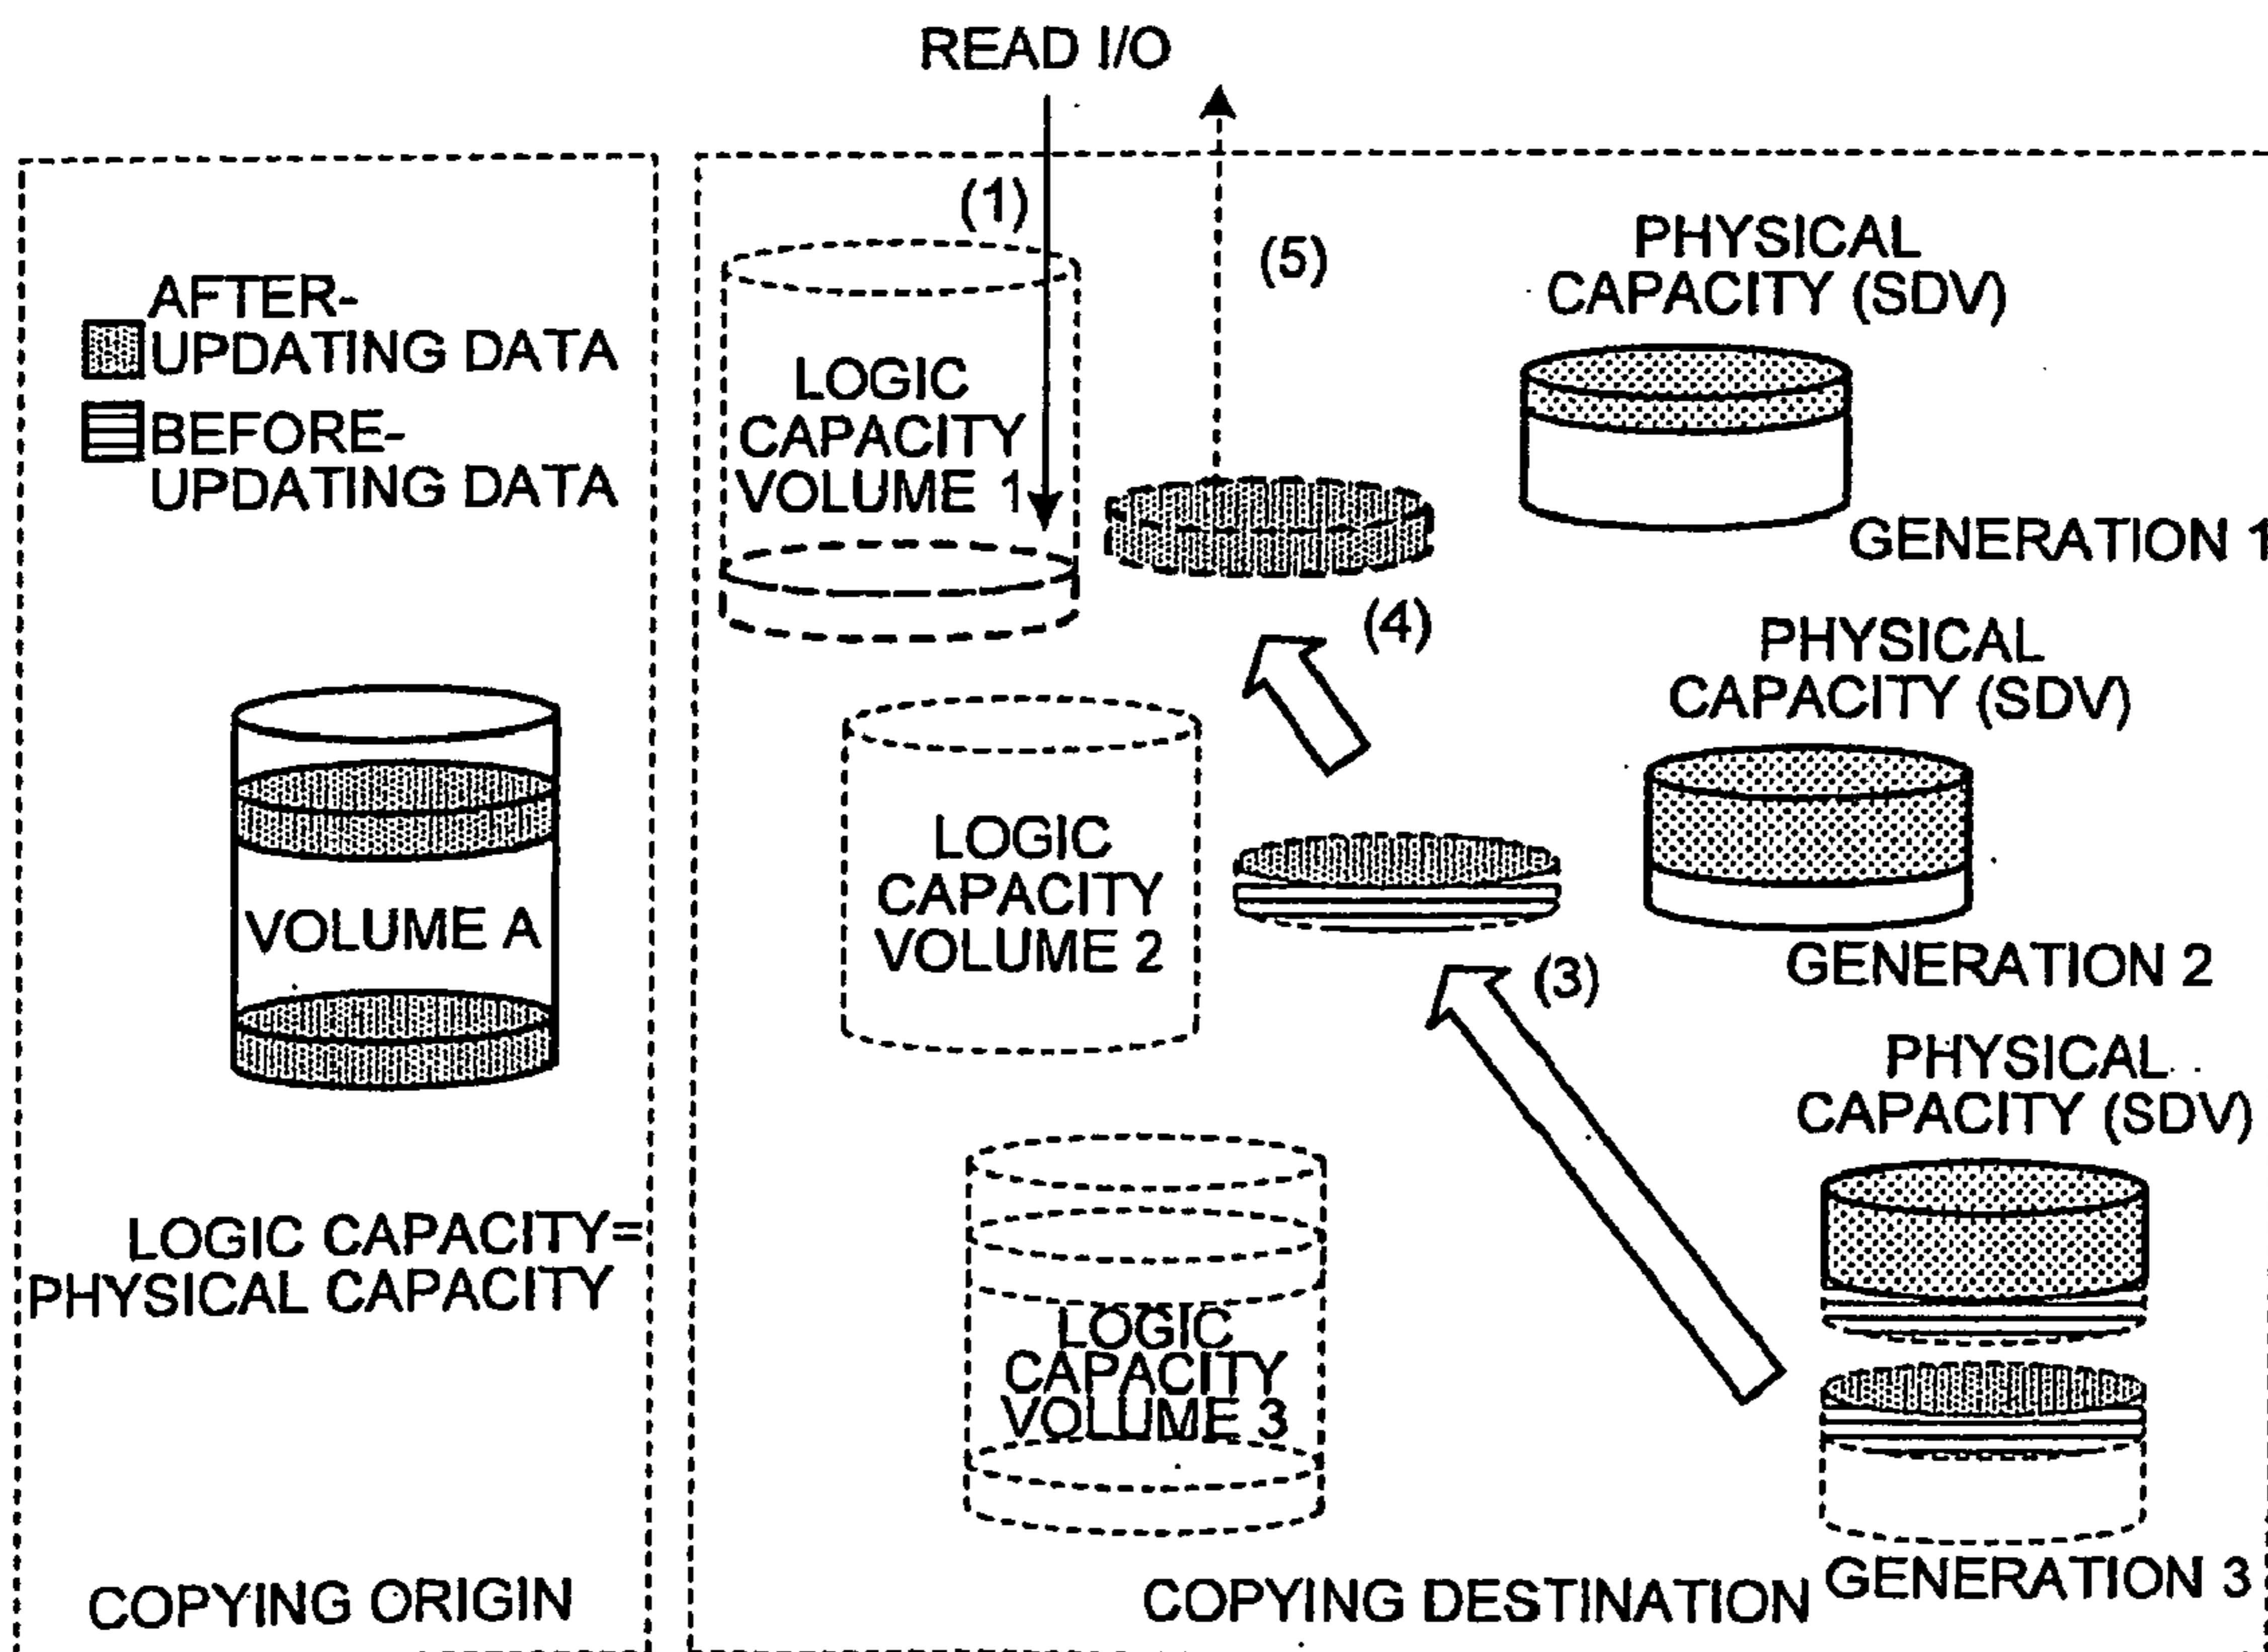 READ I/O
(1)
(5)
AFTER-
UPDATING DATA
BEFORE-
UPDATING DATA
LOGIC
CAPACITY
VOLUME 1
PHYSICAL
CAPACITY (SDV)
GENERATION 1
(4)
PHYSICAL
CAPACITY (SDV)
VOLUME A
LOGIC
CAPACITY
VOLUME 2
(3)
GENERATION 2
PHYSICAL
CAPACITY (SDV)
LOGIC CAPACITY=
PHYSICAL CAPACITY
LOGIC
CAPACITY
VOLUME 3
GENERATION 3
COPYING ORIGIN
COPYING DESTINATION